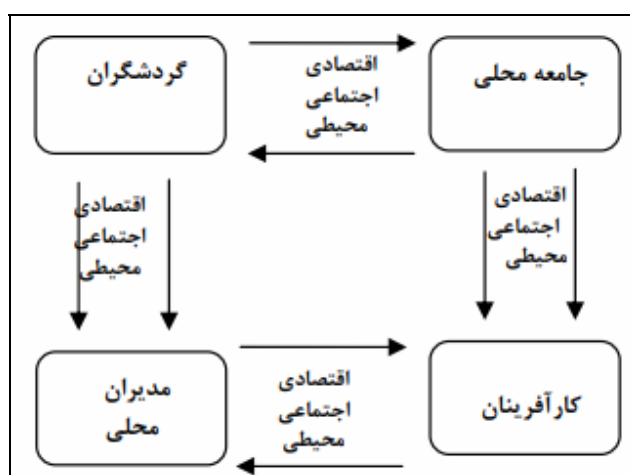 جامعه محلی
اقتصادی
اجتماعی
محیطی
گردشگران
اقتصادی
اجتماعی
محیطی
اقتصادی
اجتماعی
محیطی
کارآفرینان
اقتصادی
اجتماعی
محیطی
مدیران
محلی